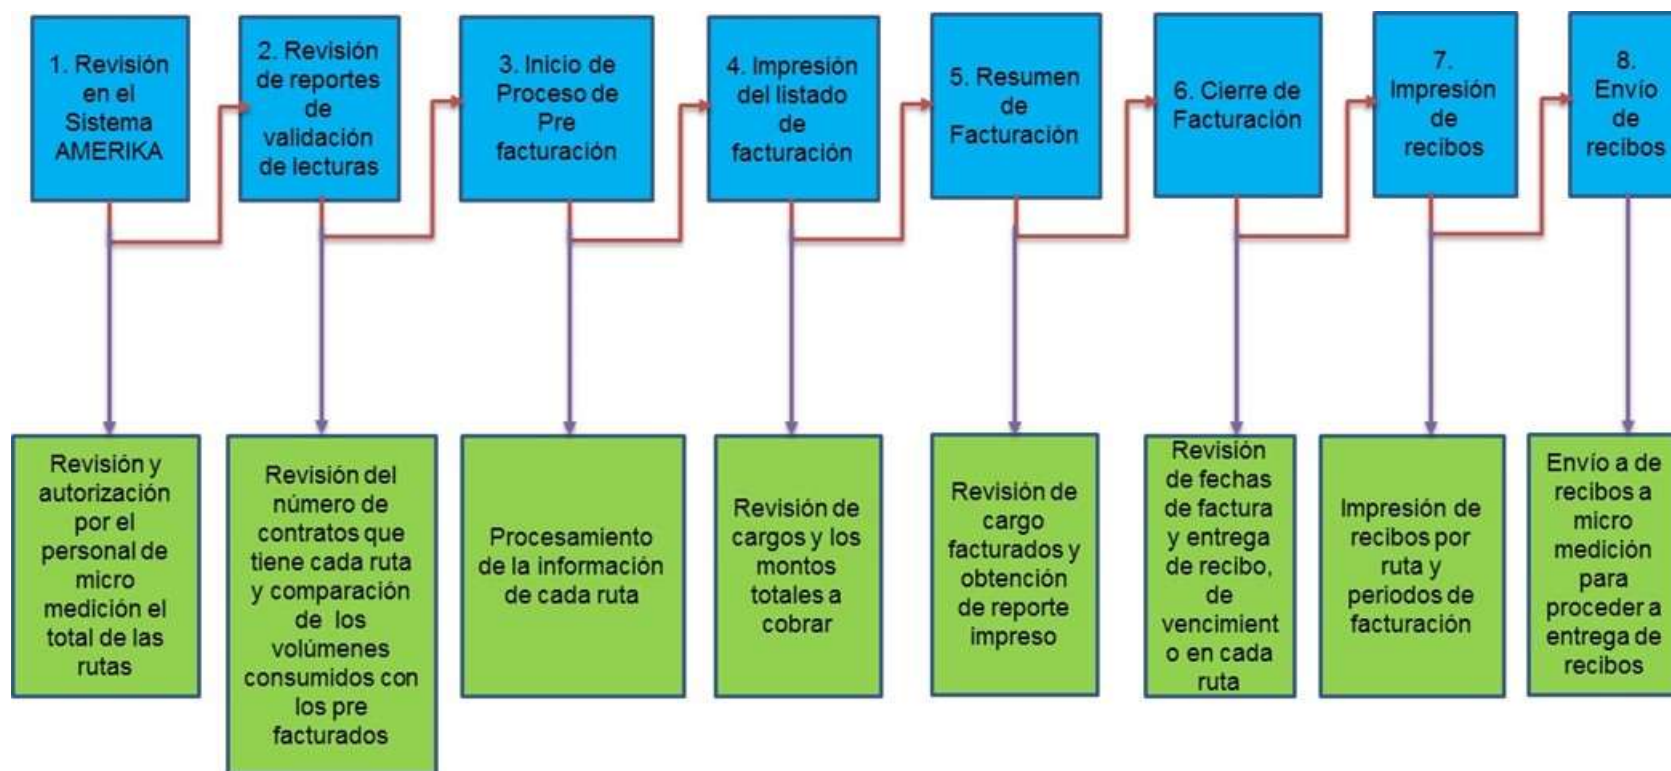 1. Revisión
en el
Sistema
AMERIKA
2. Revisión
de reportes
de
validación
de lecturas
3. Inicio de
Proceso de
Pre
facturación
4. Impresión
del listado
de
facturación
5. Resumen
de
Facturación
6. Cierre de
Facturación
7.
Impresión
de
recibos
8.
Envío
de
recibos
Revisión y
autorización
por el
personal de
micro
medición el
total de las
rutas
Revisión del
número de
contratos que
tiene cada ruta
y comparación
de los
volúmenes
consumidos con
los pre
facturados
Procesamiento
de la información
de cada ruta
Revisión de
cargos y los
montos
totales a
cobrar
Revisión de
cargo
facturados y
obtención
de reporte
impreso
Revisión
de fechas
de factura
y entrega
de recibo,
de
vencimient
o en cada
ruta
Impresión de
recibos por
ruta y
periodos de
facturación
Envío a de
recibos a
micro
medición
para
proceder a
entrega de
recibos